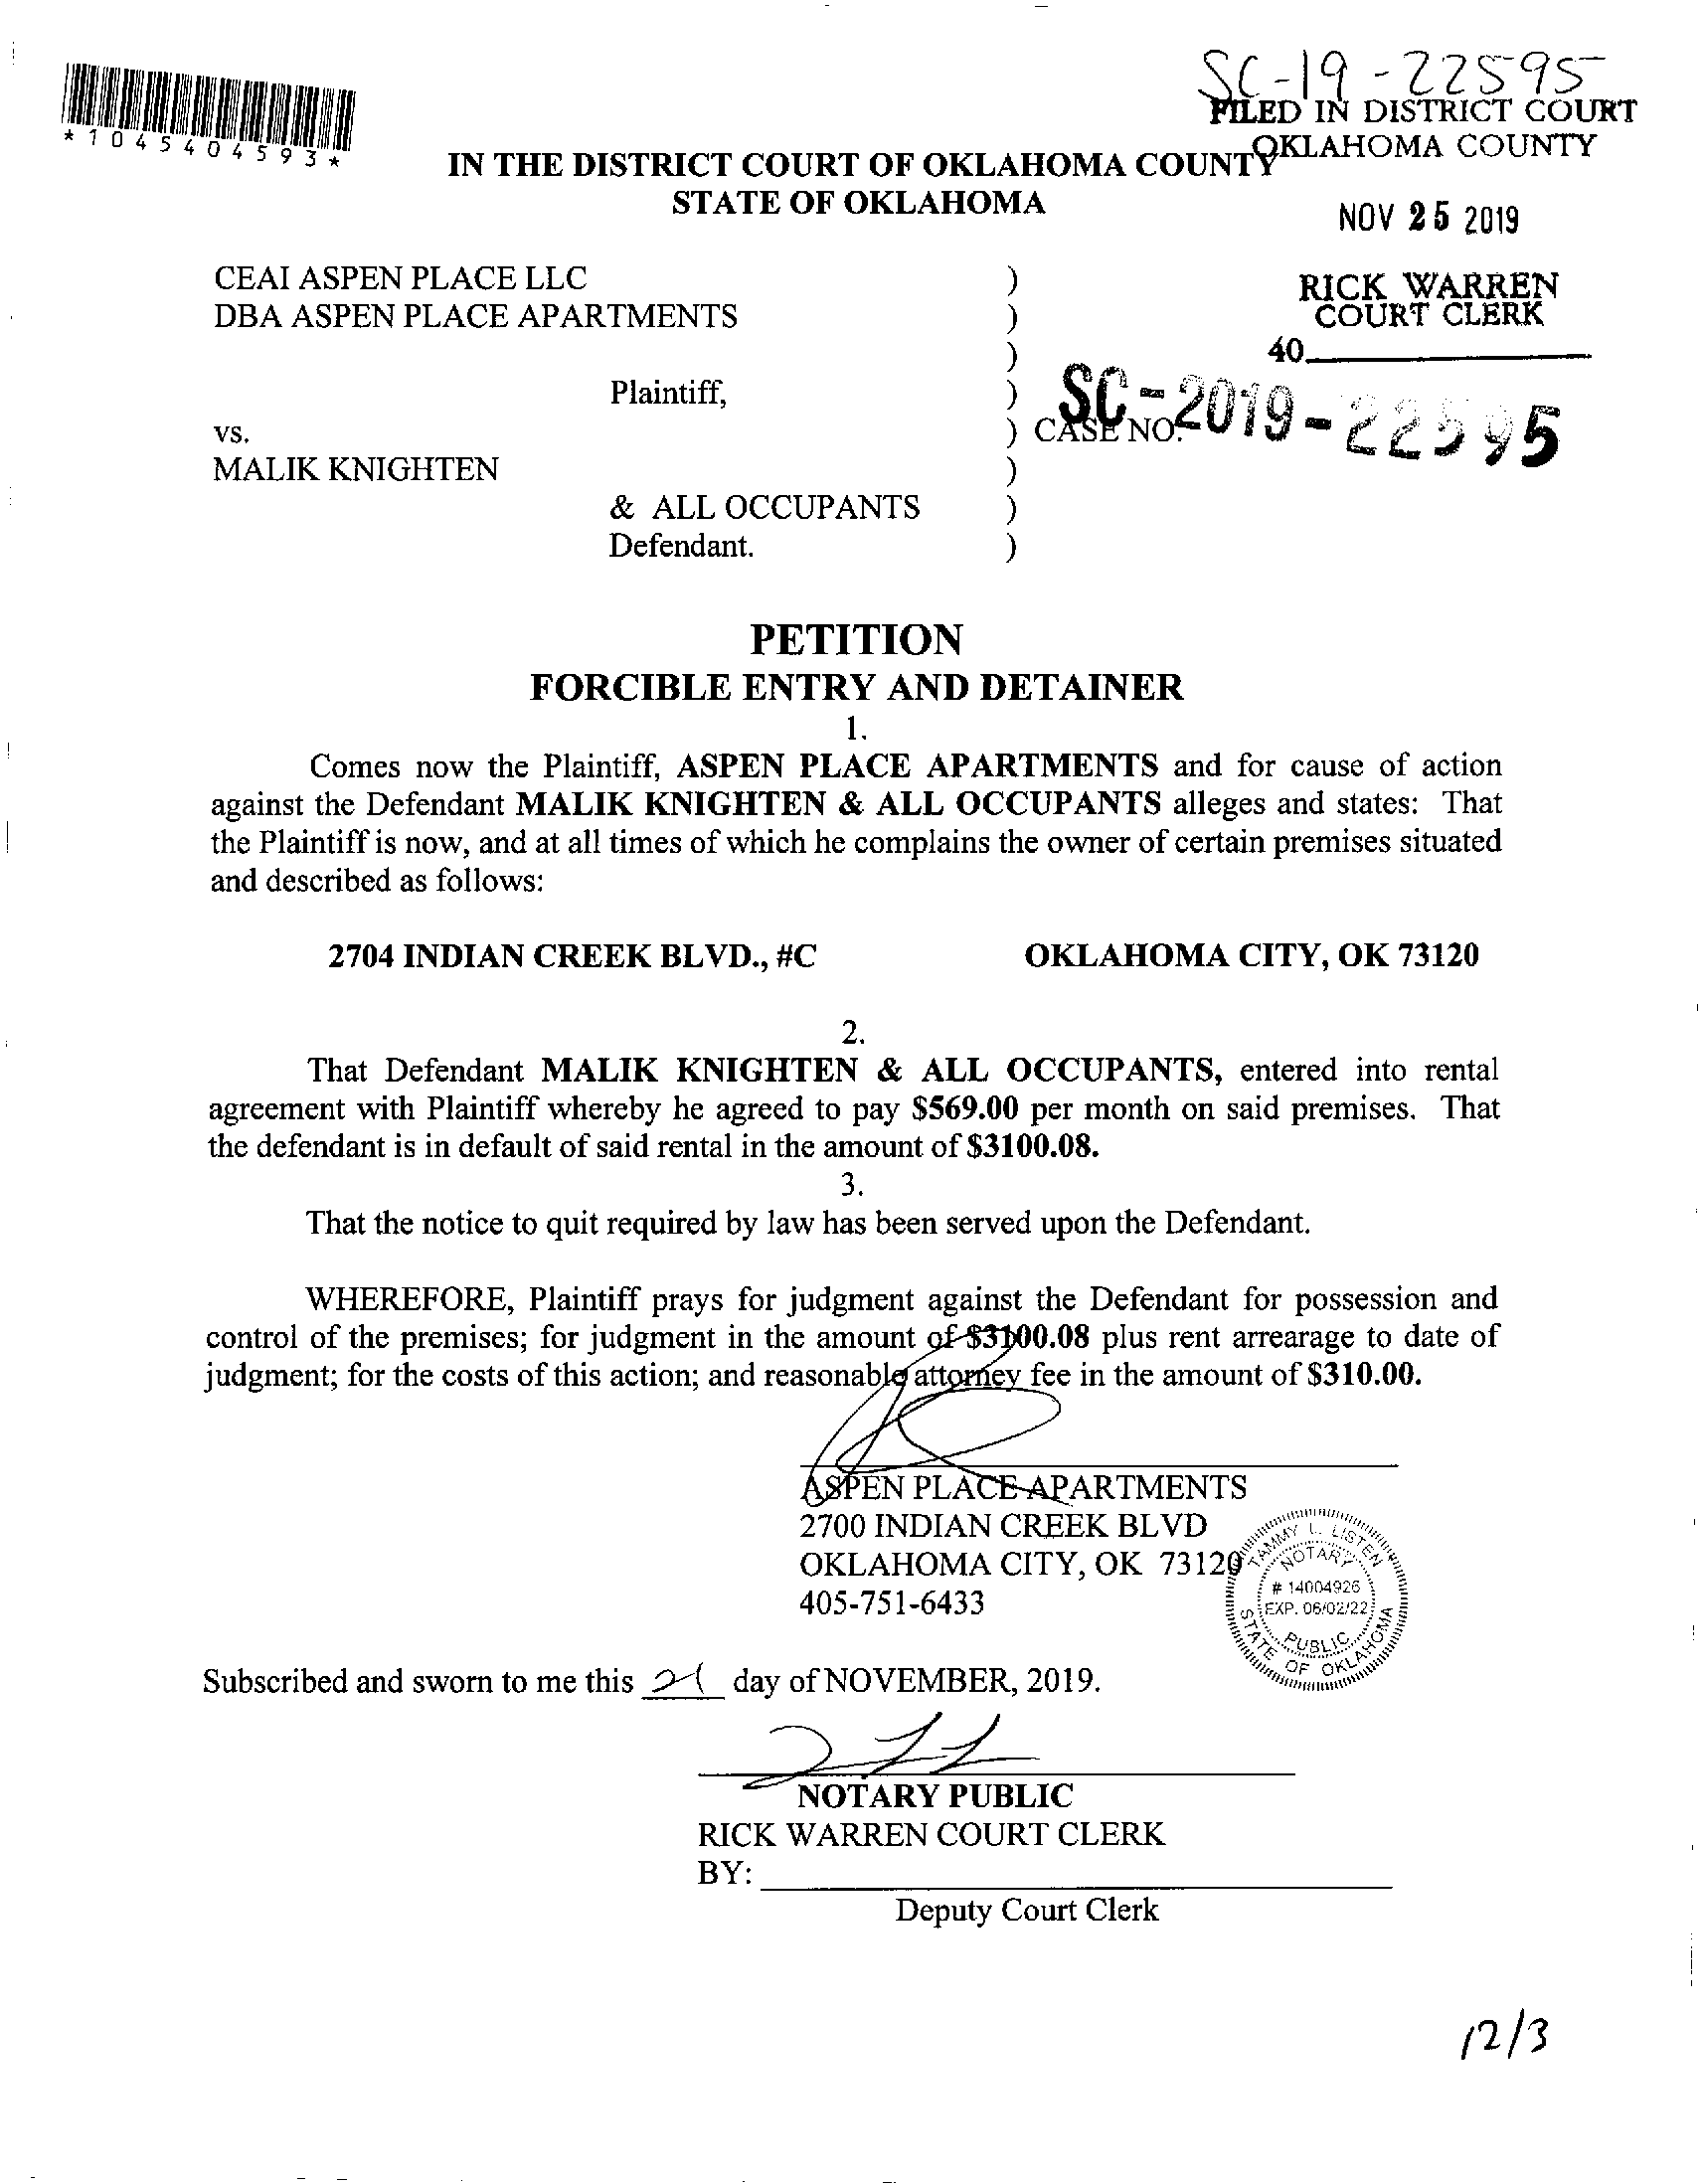 SC-19-22595
FILED IN DISTRICT COURT
OKLAHOMA COUNTY
*1045404593*
IN THE DISTRICT COURT OF OKLAHOMA COUNTY
STATE OF OKLAHOMA
NOV 25 2019
CEAI ASPEN PLACE LLC
DBA ASPEN PLACE APARTMENTS
RICK WARREN
COURT CLERK
40
Plaintiff,
SC-2019-22595
vs.
CASE NO.
MALIK KNIGHTEN
& ALL OCCUPANTS
Defendant.
PETITION
FORCIBLE ENTRY AND DETAINER
1.
Comes now the Plaintiff, ASPEN PLACE APARTMENTS and for cause of action
against the Defendant MALIK KNIGHTEN & ALL OCCUPANTS alleges and states: That
the Plaintiff is now, and at all times of which he complains the owner of certain premises situated
and described as follows:
2704 INDIAN CREEK BLVD., #C OKLAHOMA CITY, OK 73120
2.
That Defendant MALIK KNIGHTEN & ALL OCCUPANTS, entered into rental
agreement with Plaintiff whereby he agreed to pay $569.00 per month on said premises. That
the defendant is in default of said rental in the amount of $3100.08.
3.
That the notice to quit required by law has been served upon the Defendant.
WHEREFORE, Plaintiff prays for judgment against the Defendant for possession and
control of the premises; for judgment in the amount of $3100.08 plus rent arrearage to date of
judgment; for the costs of this action; and reasonable attorney fee in the amount of $310.00.
ASPEN PLACE APARTMENTS
2700 INDIAN CREEK BLVD
OKLAHOMA CITY, OK 73120
405-751-6433
TAMMY L. LISTEN
NOTARY
# 14004926
EXP. 06/02/22
PUBLIC
STATE OF OKLAHOMA
Subscribed and sworn to me this 21 day of NOVEMBER, 2019.
NOTARY PUBLIC
RICK WARREN COURT CLERK
BY:
Deputy Court Clerk
12/3